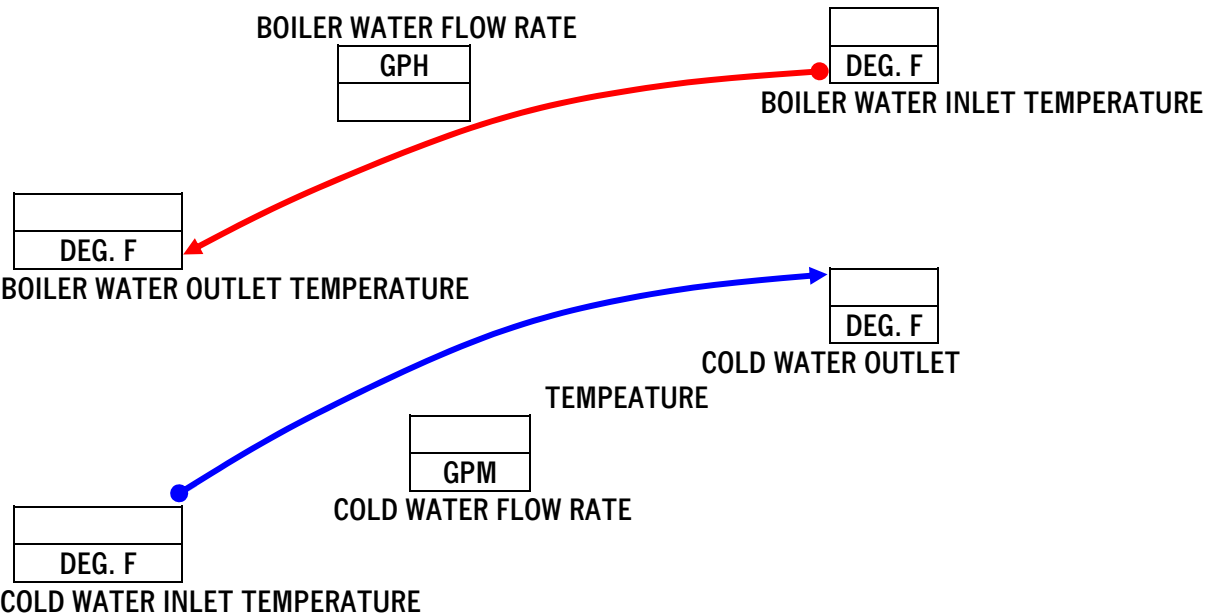 BOILER WATER FLOW RATE
GPH
DEG. F
BOILER WATER INLET TEMPERATURE
DEG. F
BOILER WATER OUTLET TEMPERATURE
DEG. F
COLD WATER OUTLET
TEMPEATURE
GPM
COLD WATER FLOW RATE
DEG. F
COLD WATER INLET TEMPERATURE